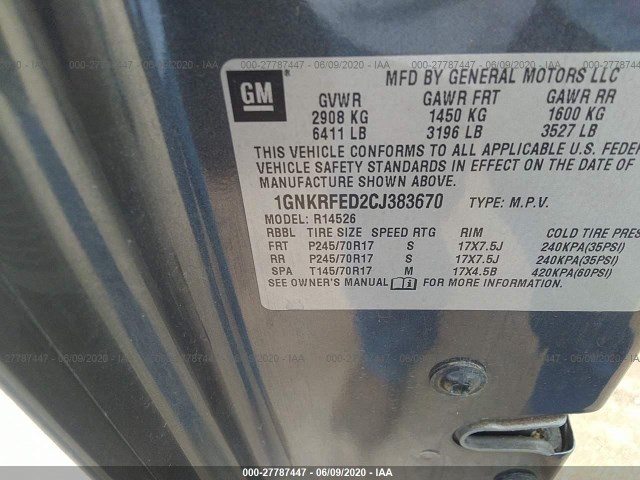 000-27787447 - 06/09/2020 - IAA
MFD BY GENERAL MOTORS LLC
GM
GVWR GAWR FRT GAWR RR
2908 KG 1450 KG 1600 KG
6411 LB 3196 LB 3527 LB
THIS VEHICLE CONFORMS TO ALL APPLICABLE U.S. FEDER
VEHICLE SAFETY STANDARDS IN EFFECT ON THE DATE OF
MANUFACTURE SHOWN ABOVE.
1GNKRFED2CJ383670 TYPE: M.P.V.
MODEL: R14526
RBBL TIRE SIZE SPEED RTG RIM COLD TIRE PRES
FRT P245/70R17 S 17X7.5J 240KPA(35PSI)
RR P245/70R17 S 17X7.5J 240KPA(35PSI)
SPA T145/70R17 M 17X4.5B 420KPA(60PSI)
SEE OWNER'S MANUAL FOR MORE INFORMATION.
000-27787447 - 06/09/2020 - IAA